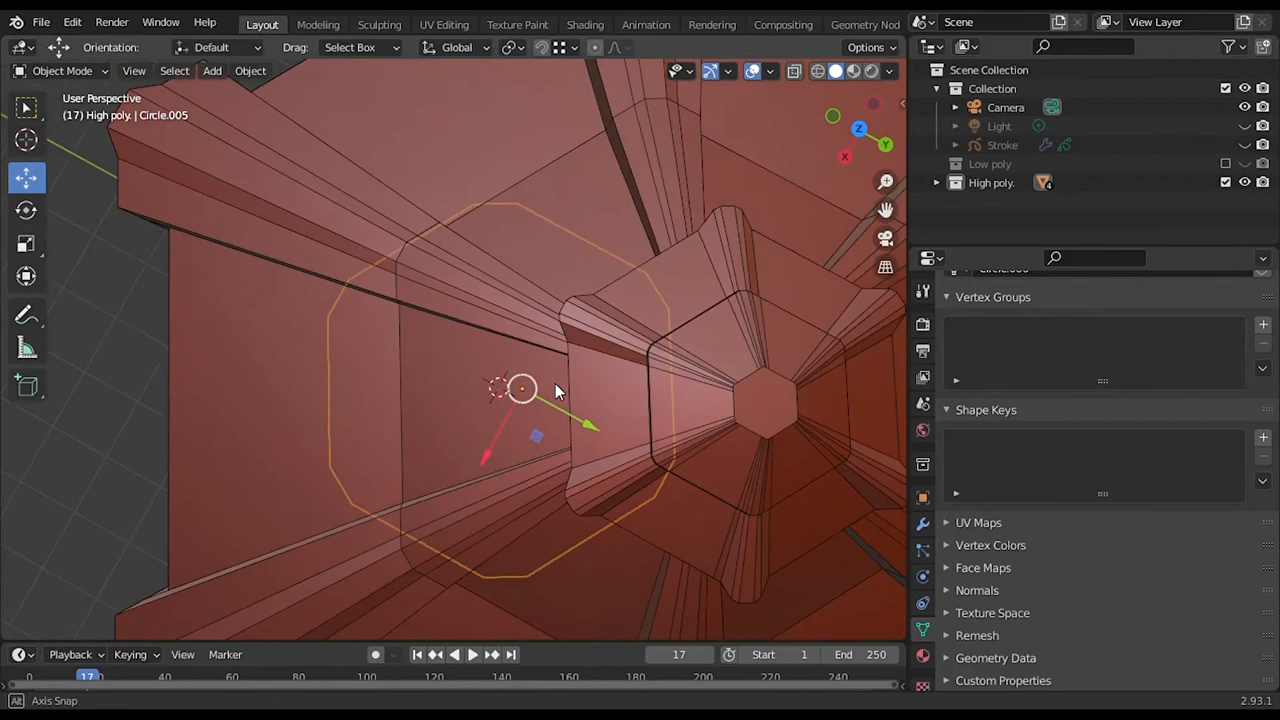 File Edit Render Window Help Layout Modeling Sculpting UV Editing Texture Paint Shading Animation Rendering Compositing Geometry Nod Scene View Layer
Orientation: Default Drag: Select Box Global Options
Object Mode View Select Add Object
Scene Collection
Collection
Camera
Light
Stroke
Low poly
High poly. 4
User Perspective
(17) High poly. | Circle.005
Z
Y
X
Vertex Groups
Shape Keys
UV Maps
Vertex Colors
Face Maps
Normals
Texture Space
Remesh
Geometry Data
Custom Properties
Playback Keying View Marker 17 Start 1 End 250
0 17 40 60 80 100 120 140 160 180 200 220 240
Alt Axis Snap 2.93.1